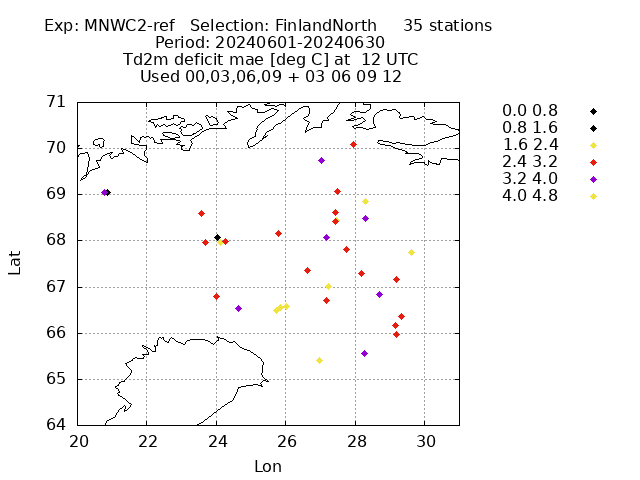 Exp: MNWC2-ref   Selection: FinlandNorth     35 stations
Period: 20240601-20240630
Td2m deficit mae [deg C] at  12 UTC
Used 00,03,06,09 + 03 06 09 12
71
70
69
68
67
66
65
64
20 22 24 26 28 30
Lat
Lon
0.0 0.8
0.8 1.6
1.6 2.4
2.4 3.2
3.2 4.0
4.0 4.8